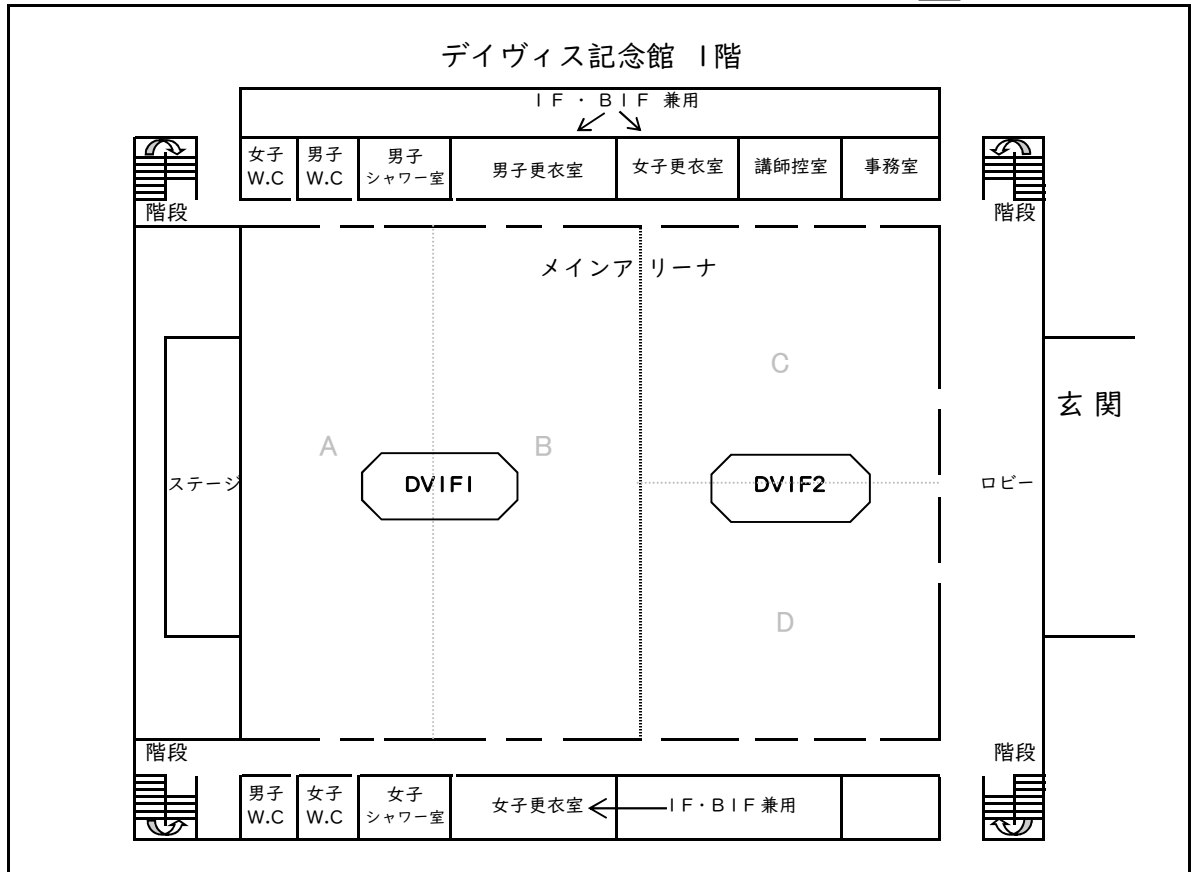 デイヴィス記念館 1階
1F・B1F 兼用
女子
W.C
男子
W.C
男子
シャワー室
男子更衣室
女子更衣室
講師控室
事務室
階段
階段
メインアリーナ
C
玄関
A
B
ステージ
DV1F1
DV1F2
ロビー
D
階段
階段
男子
W.C
女子
W.C
女子
シャワー室
女子更衣室
1F・B1F 兼用